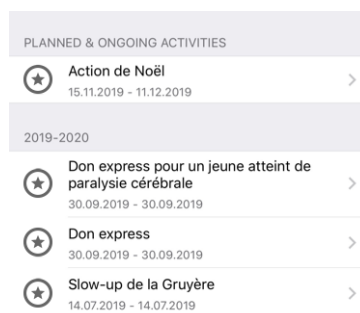 PLANNED & ONGOING ACTIVITIES
Action de Noël
15.11.2019 - 11.12.2019
2019-2020
Don express pour un jeune atteint de
paralysie cérébrale
30.09.2019 - 30.09.2019
Don express
30.09.2019 - 30.09.2019
Slow-up de la Gruyère
14.07.2019 - 14.07.2019